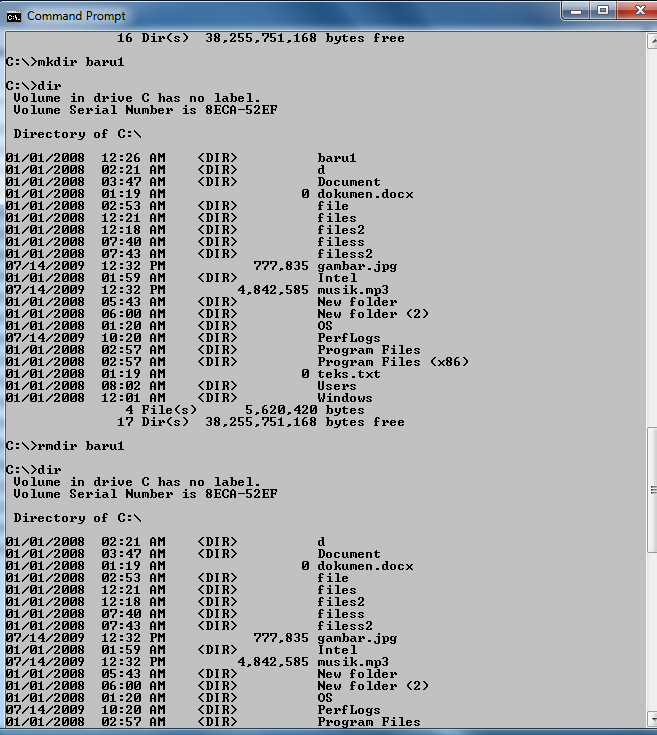 Command Prompt
16 Dir(s)  38,255,751,168 bytes free
C:\>mkdir baru1
C:\>dir
Volume in drive C has no label.
Volume Serial Number is 8ECA-52EF
Directory of C:\
01/01/2008  12:26 AM    <DIR>          baru1
01/01/2008  02:21 AM    <DIR>          d
01/01/2008  03:47 AM    <DIR>          Document
01/01/2008  01:19 AM                 0 dokumen.docx
01/01/2008  02:53 AM    <DIR>          file
01/01/2008  12:21 AM    <DIR>          files
01/01/2008  12:18 AM    <DIR>          files2
01/01/2008  07:40 AM    <DIR>          filess
01/01/2008  07:43 AM    <DIR>          filess2
07/14/2009  12:32 PM           777,835 gambar.jpg
01/01/2008  01:59 AM    <DIR>          Intel
07/14/2009  12:32 PM         4,842,585 musik.mp3
01/01/2008  05:43 AM    <DIR>          New folder
01/01/2008  06:00 AM    <DIR>          New folder (2)
01/01/2008  01:20 AM    <DIR>          OS
07/14/2009  10:20 AM    <DIR>          PerfLogs
01/01/2008  02:57 AM    <DIR>          Program Files
01/01/2008  02:57 AM    <DIR>          Program Files (x86)
01/01/2008  01:19 AM                 0 teks.txt
01/01/2008  08:02 AM    <DIR>          Users
01/01/2008  12:01 AM    <DIR>          Windows
4 File(s)      5,620,420 bytes
17 Dir(s)  38,255,751,168 bytes free
C:\>rmdir baru1
C:\>dir
Volume in drive C has no label.
Volume Serial Number is 8ECA-52EF
Directory of C:\
01/01/2008  02:21 AM    <DIR>          d
01/01/2008  03:47 AM    <DIR>          Document
01/01/2008  01:19 AM                 0 dokumen.docx
01/01/2008  02:53 AM    <DIR>          file
01/01/2008  12:21 AM    <DIR>          files
01/01/2008  12:18 AM    <DIR>          files2
01/01/2008  07:40 AM    <DIR>          filess
01/01/2008  07:43 AM    <DIR>          filess2
07/14/2009  12:32 PM           777,835 gambar.jpg
01/01/2008  01:59 AM    <DIR>          Intel
07/14/2009  12:32 PM         4,842,585 musik.mp3
01/01/2008  05:43 AM    <DIR>          New folder
01/01/2008  06:00 AM    <DIR>          New folder (2)
01/01/2008  01:20 AM    <DIR>          OS
07/14/2009  10:20 AM    <DIR>          PerfLogs
01/01/2008  02:57 AM    <DIR>          Program Files